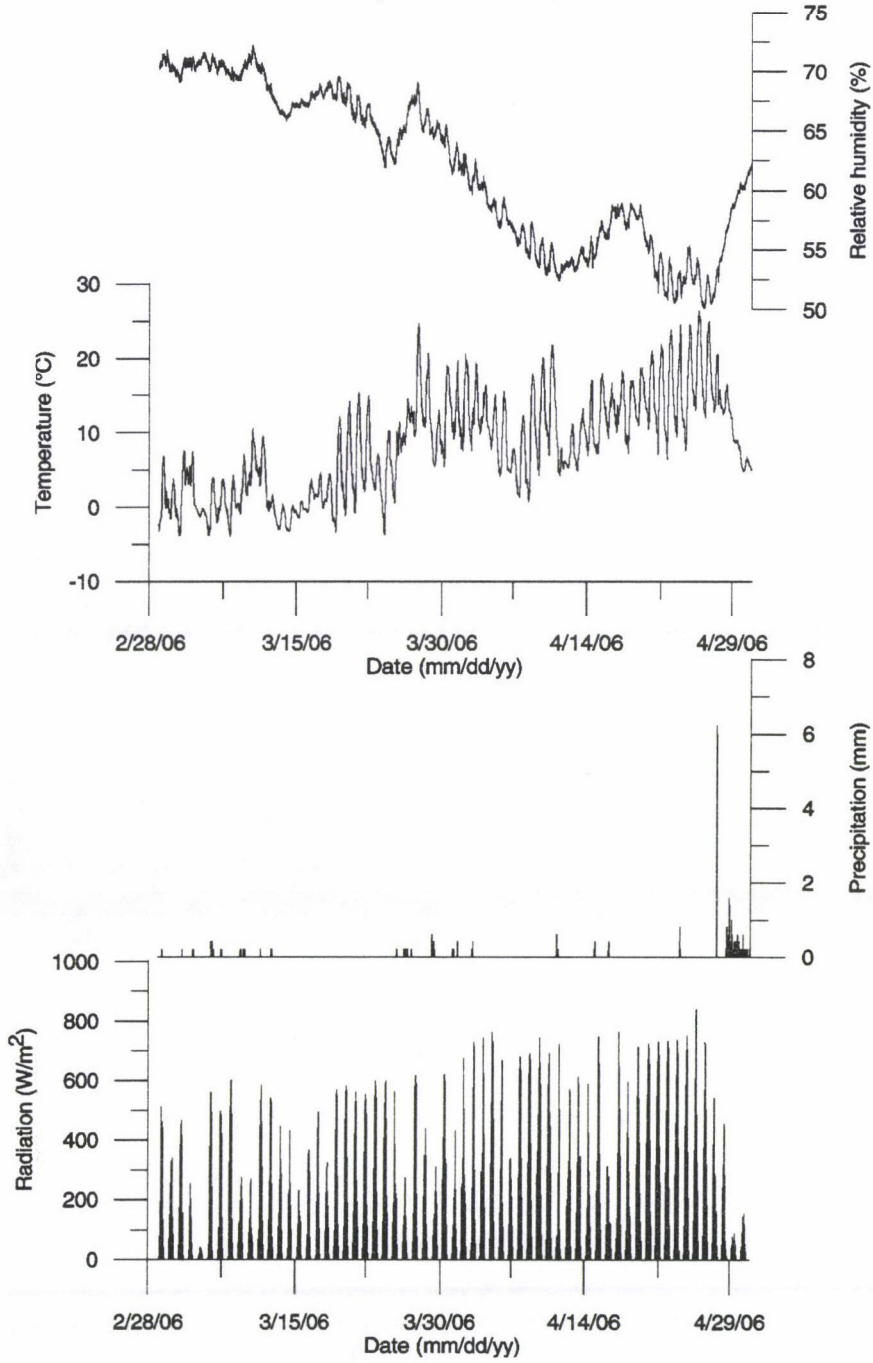 75
70
65
60
55
50
Relative humidity (%)
30
20
10
0
-10
Temperature (°C)
2/28/06 3/15/06 3/30/06 4/14/06 4/29/06
Date (mm/dd/yy)
8
6
4
2
0
Precipitation (mm)
1000
800
600
400
200
0
Radiation (W/m²)
2/28/06 3/15/06 3/30/06 4/14/06 4/29/06
Date (mm/dd/yy)